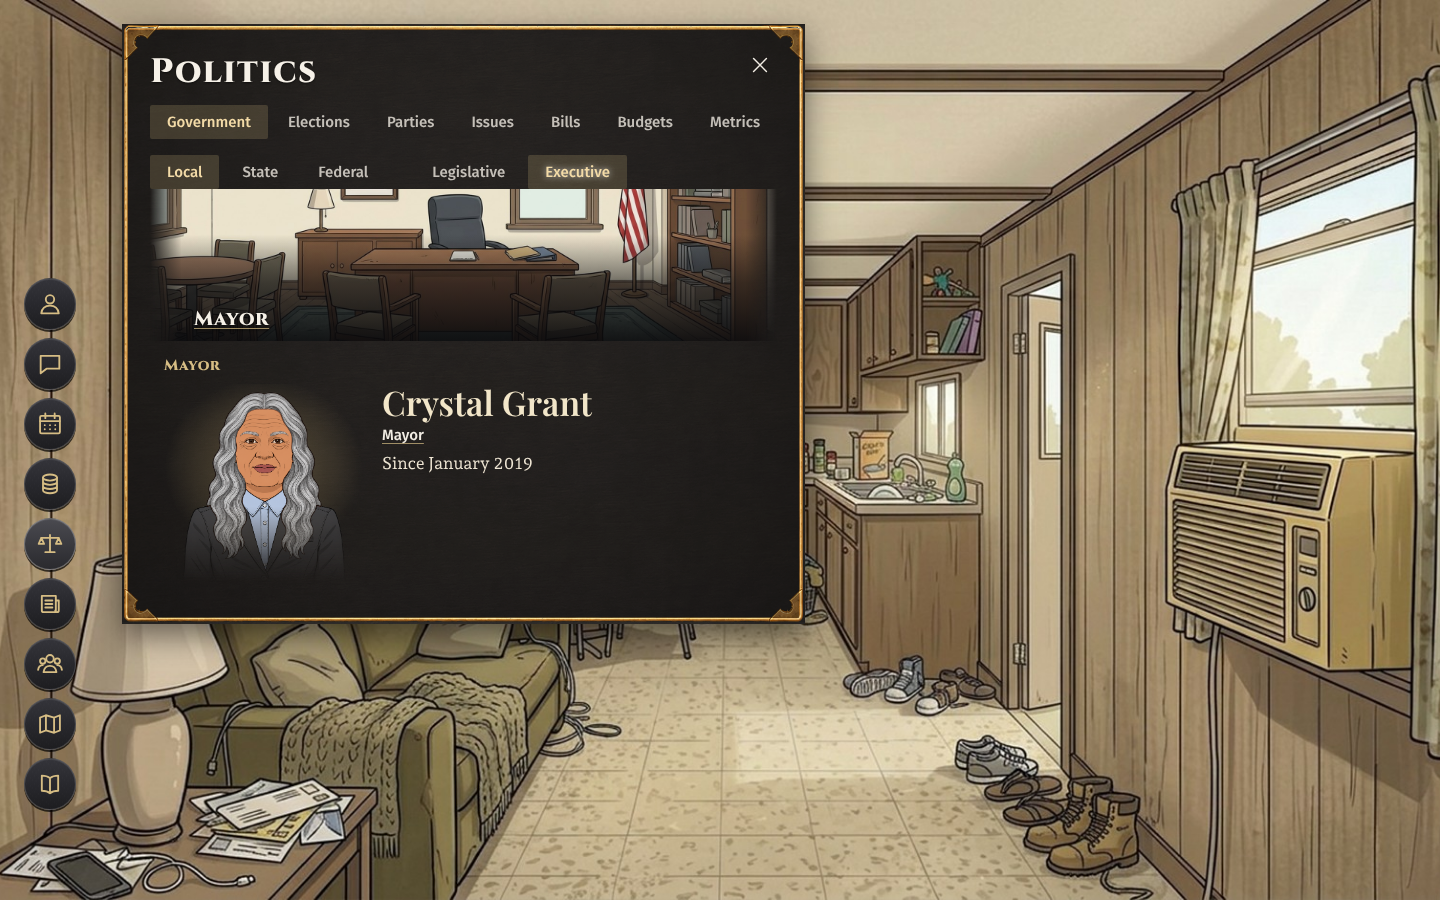 Politics
Government Elections Parties Issues Bills Budgets Metrics
Local State Federal Legislative Executive
Mayor
Mayor
Crystal Grant
Mayor
Since January 2019